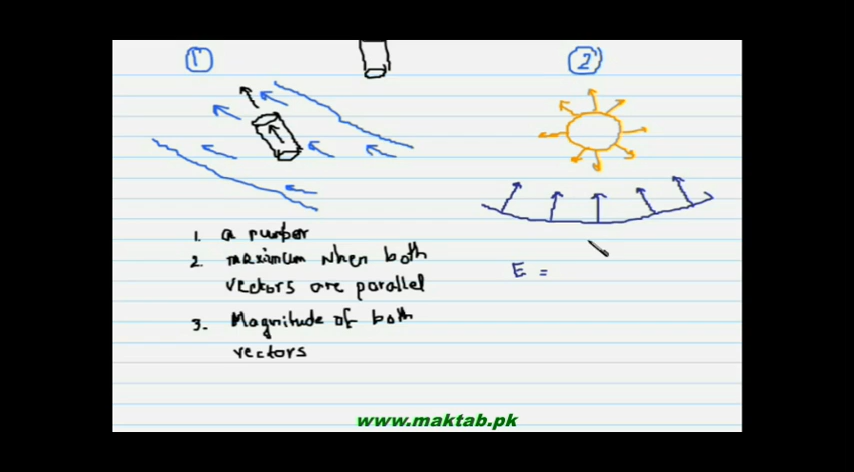 1
2
1. a number
2. maximum when both
vectors are parallel
3. Magnitude of both
vectors
E =
www.maktab.pk